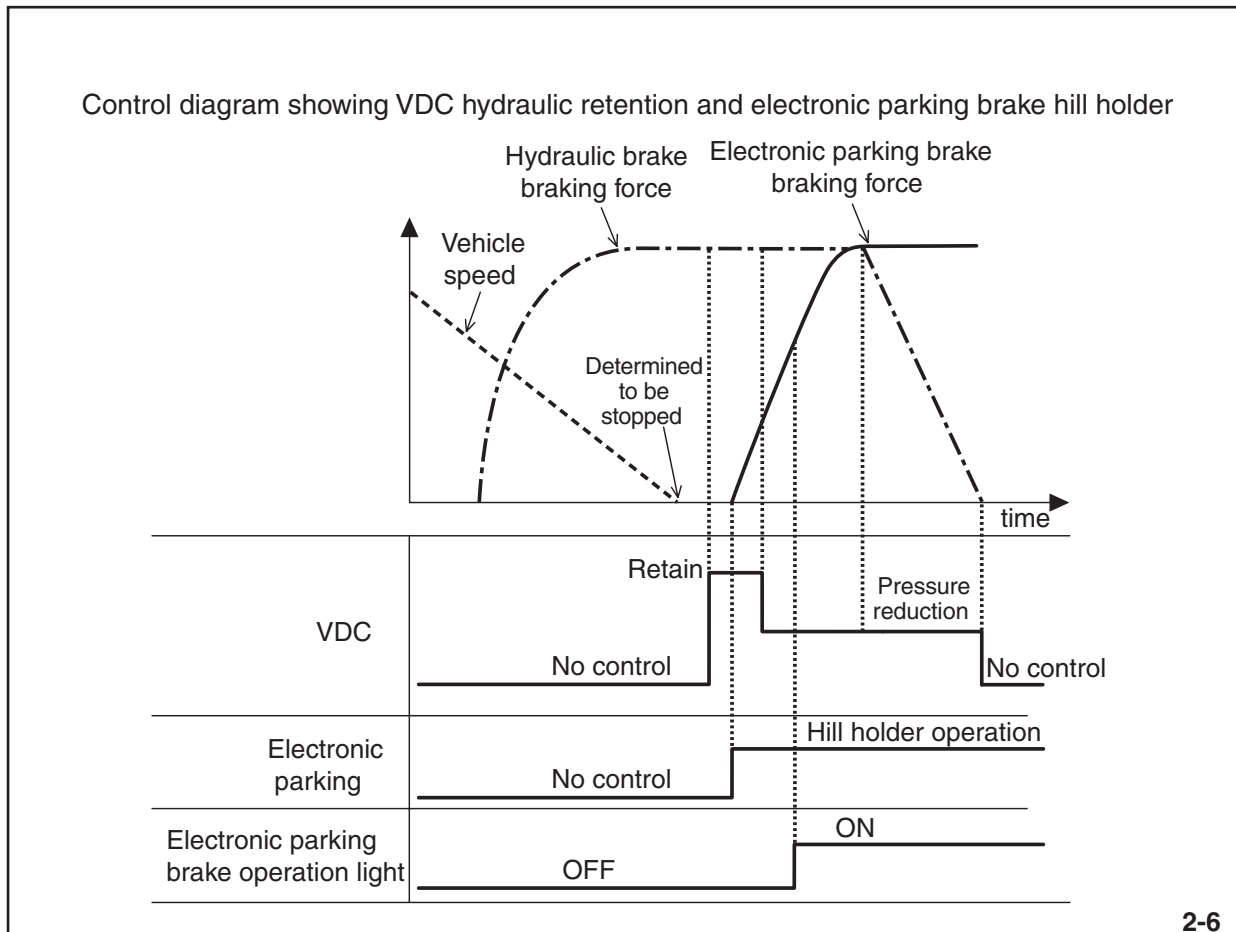 Control diagram showing VDC hydraulic retention and electronic parking brake hill holder
Hydraulic brake
braking force
Electronic parking brake
braking force
Vehicle
speed
Determined
to be
stopped
time
VDC
No control
Retain
Pressure
reduction
No control
Electronic
parking
No control
Hill holder operation
Electronic parking
brake operation light
OFF
ON
2-6